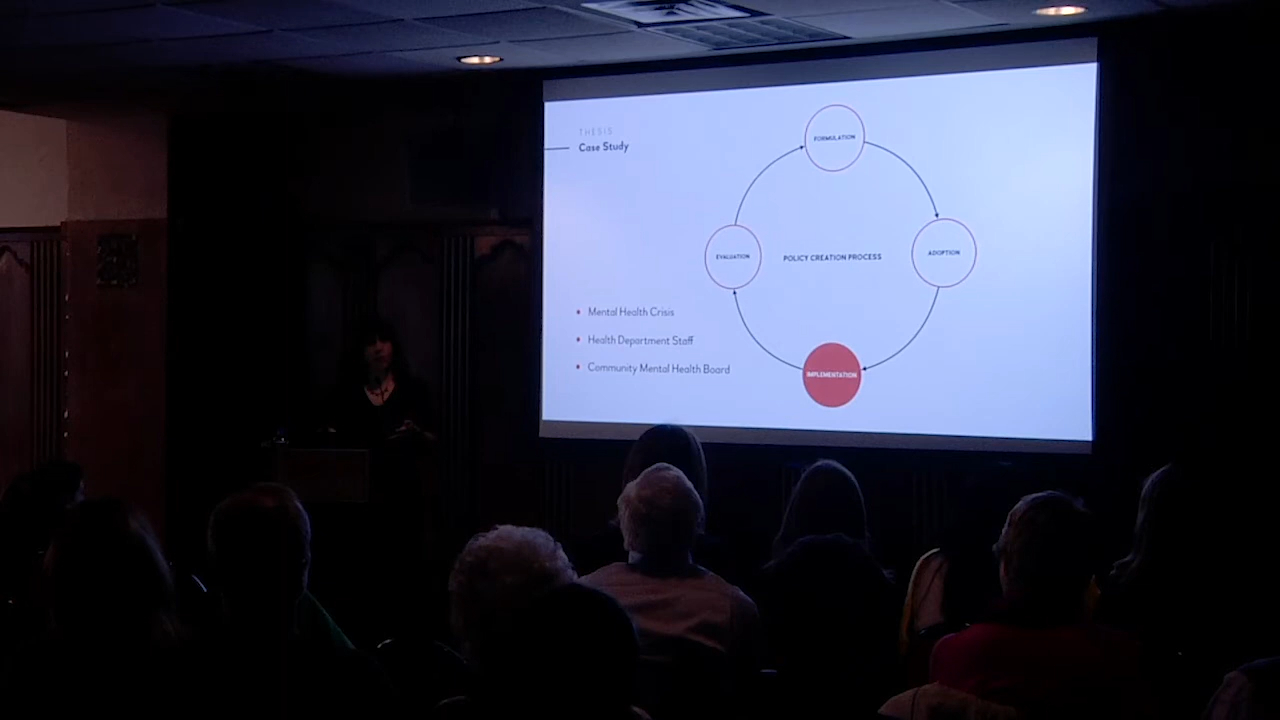 THESIS
Case Study
FORMULATION
EVALUATION
POLICY CREATION PROCESS
ADOPTION
Mental Health Crisis
Health Department Staff
Community Mental Health Board
IMPLEMENTATION